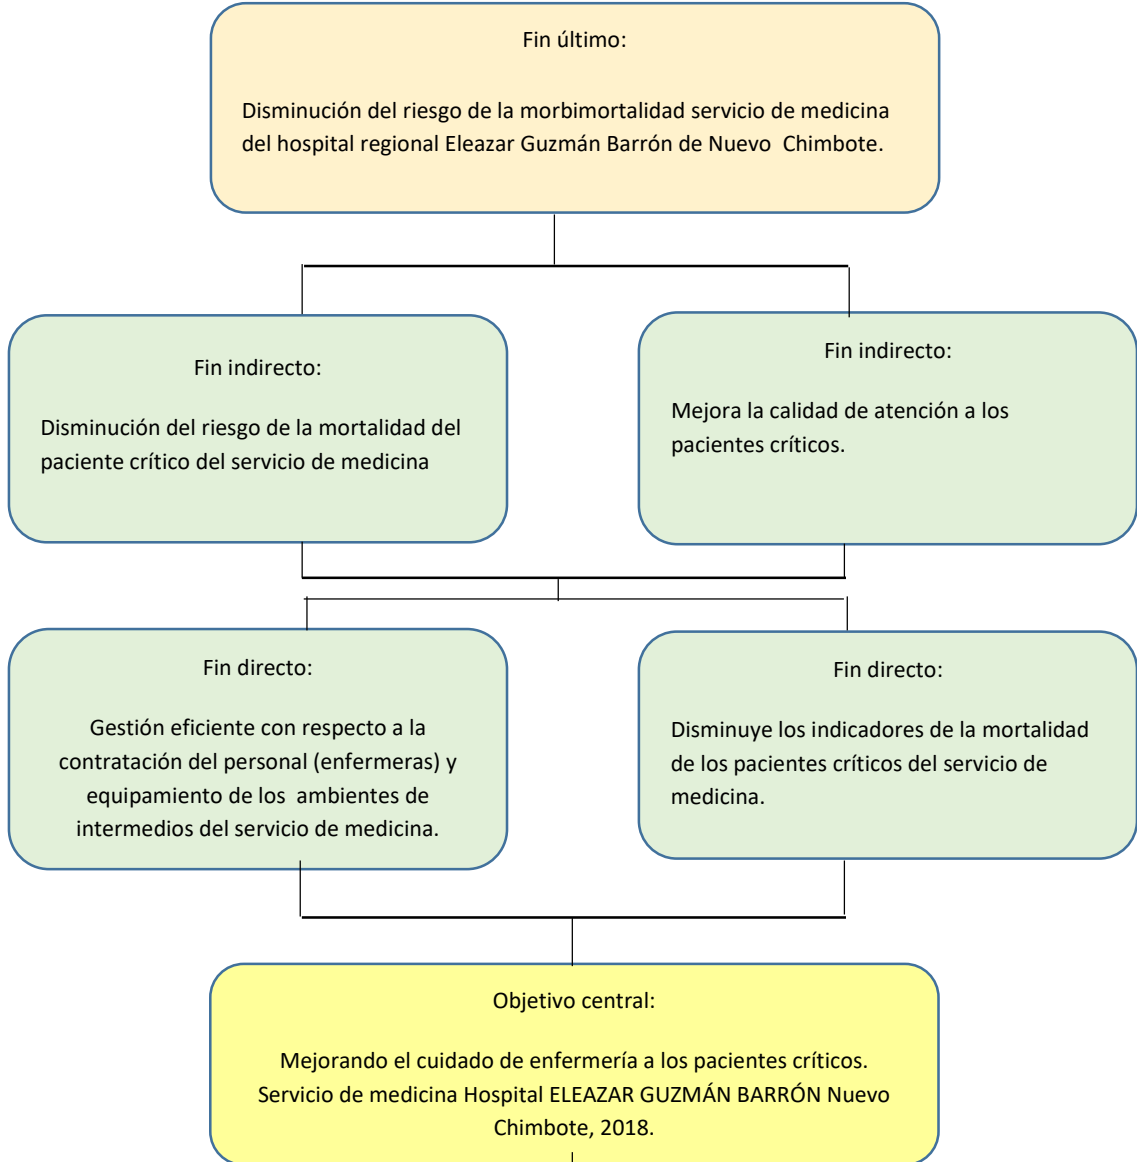 Fin último:
Disminución del riesgo de la morbimortalidad servicio de medicina
del hospital regional Eleazar Guzmán Barrón de Nuevo Chimbote.
Fin indirecto:
Disminución del riesgo de la mortalidad del
paciente crítico del servicio de medicina
Fin indirecto:
Mejora la calidad de atención a los
pacientes críticos.
Fin directo:
Gestión eficiente con respecto a la
contratación del personal (enfermeras) y
equipamiento de los ambientes de
intermedios del servicio de medicina.
Fin directo:
Disminuye los indicadores de la mortalidad
de los pacientes críticos del servicio de
medicina.
Objetivo central:
Mejorando el cuidado de enfermería a los pacientes críticos.
Servicio de medicina Hospital ELEAZAR GUZMÁN BARRÓN Nuevo
Chimbote, 2018.